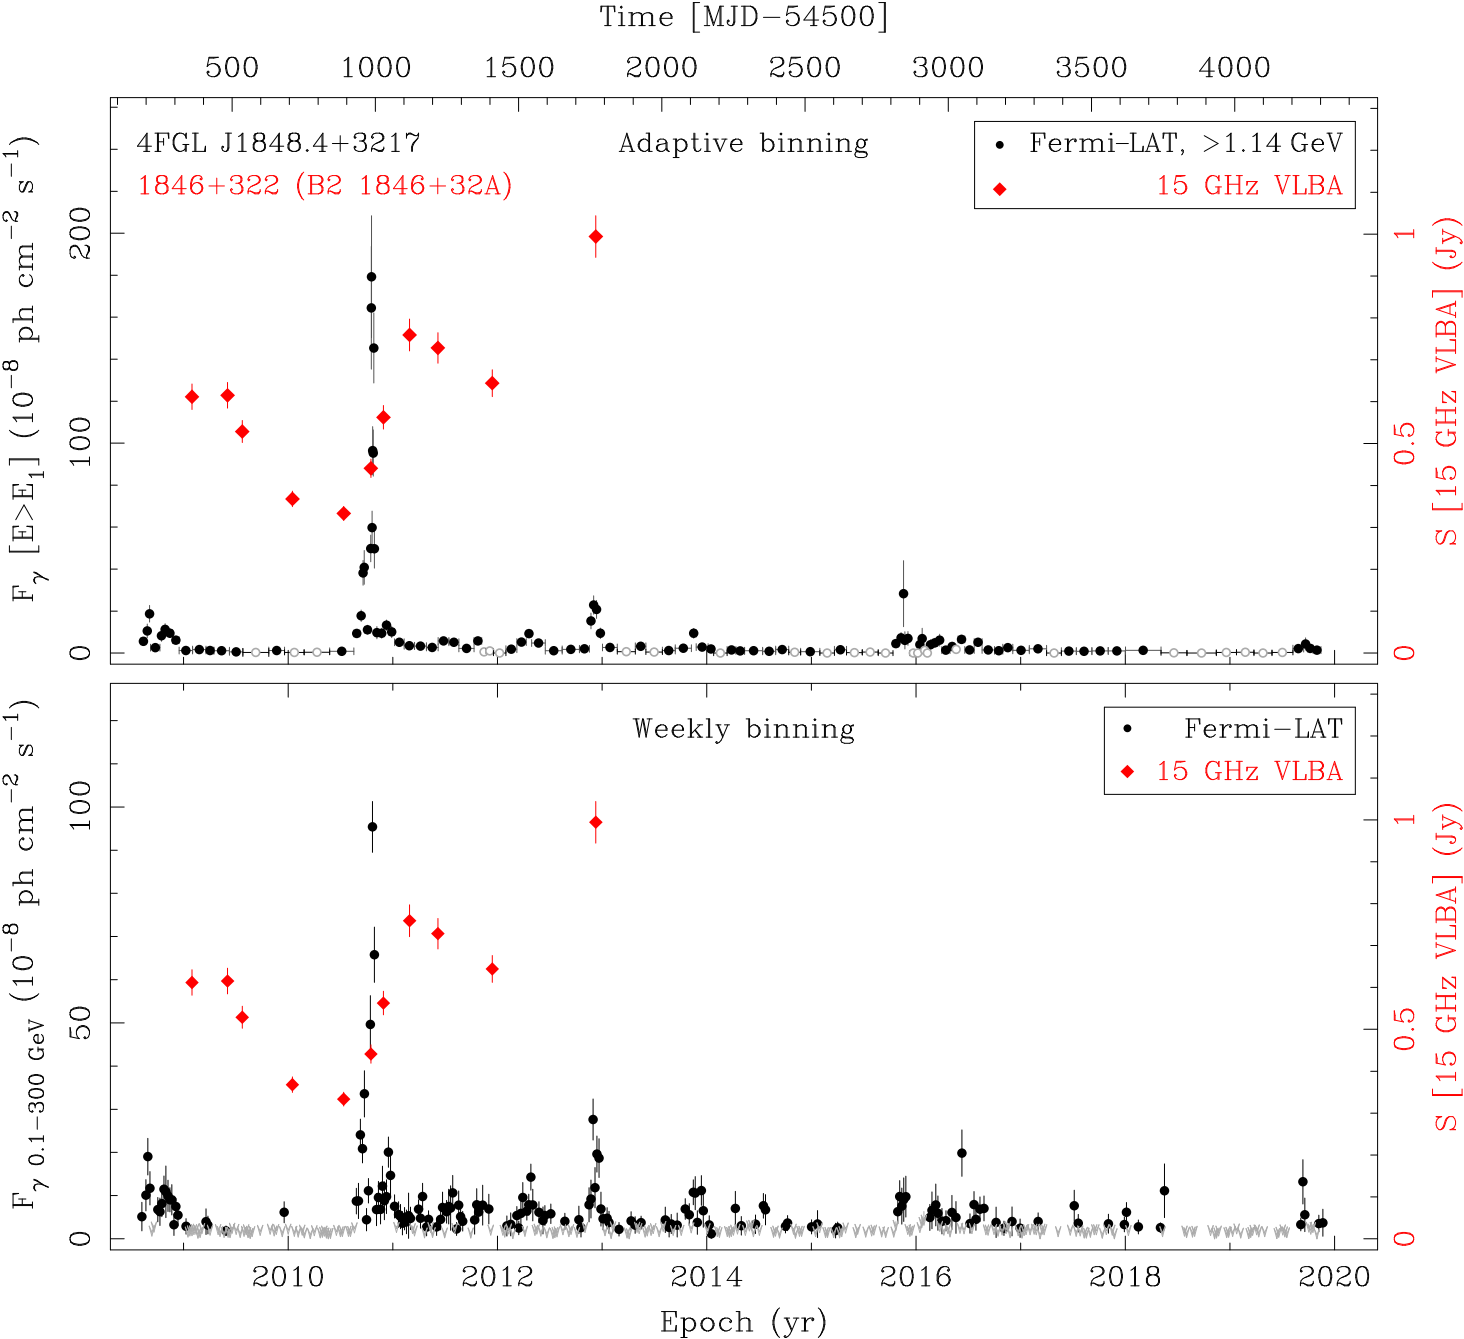 Time [MJD−54500]
500 1000 1500 2000 2500 3000 3500 4000
4FGL J1848.4+3217
1846+322 (B2 1846+32A)
Adaptive binning
Fermi−LAT, >1.14 GeV
15 GHz VLBA
F_γ [E>E_1] (10^−8 ph cm^−2 s^−1)
200
100
0
S [15 GHz VLBA] (Jy)
1
0.5
0
Weekly binning
Fermi−LAT
15 GHz VLBA
F_γ 0.1−300 GeV (10^−8 ph cm^−2 s^−1)
100
50
0
S [15 GHz VLBA] (Jy)
1
0.5
0
2010 2012 2014 2016 2018 2020
Epoch (yr)